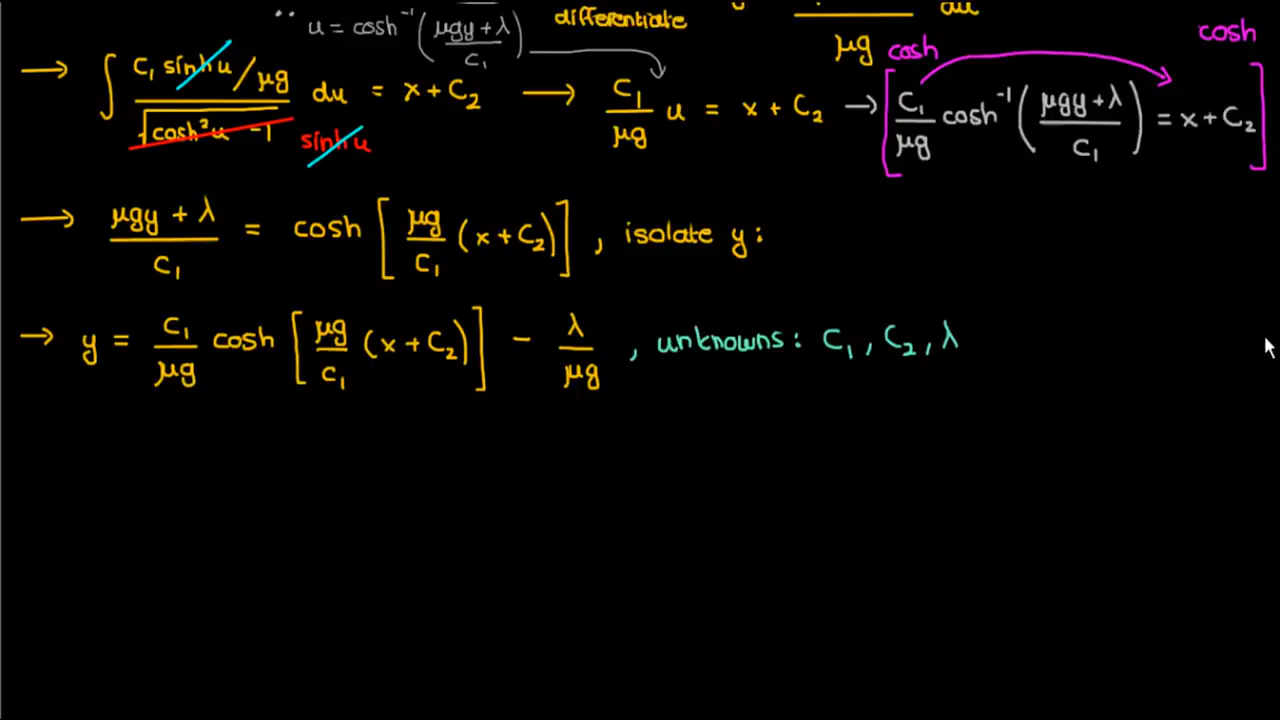 ∵ u = cosh⁻¹ (μgy + λ / C₁) differentiate
⟶ ∫ C₁ sinh u / μg / √cosh² u - 1 du = x + C₂ ⟶ C₁/μg u = x + C₂ ⟶ [C₁/μg cosh⁻¹ (μgy + λ / C₁) = x + C₂]
sinh u
μg cosh cosh
⟶ μgy + λ / C₁ = cosh [μg/C₁ (x + C₂)] , isolate y:
⟶ y = C₁/μg cosh [μg/C₁ (x + C₂)] - λ/μg , unknowns: C₁, C₂, λ